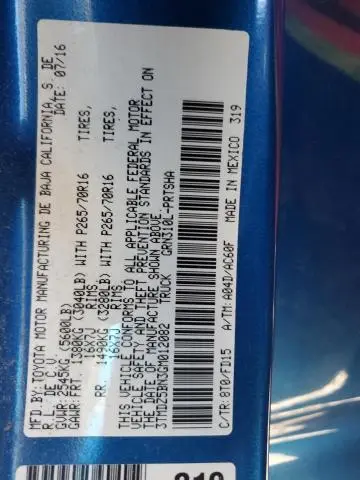 MFD.BY:TOYOTA MOTOR MANUFACTURING DE BAJA CALIFORNIA, S. DE
R. L. DE C.V. DATE: 07/16
GVWR:2545KG (5600LB)
GAWR:FRT. 1380KG (3040LB) WITH P265/70R16 TIRES,
16X7J RIMS,
RR. 1490KG (3280LB) WITH P265/70R16 TIRES,
16X7J RIMS,
THIS VEHICLE CONFORMS TO ALL APPLICABLE FEDERAL MOTOR
VEHICLE SAFETY AND THEFT PREVENTION STANDARDS IN EFFECT ON
THE DATE OF MANUFACTURE SHOWN ABOVE.
3TMDZ5BN3GM012082 TRUCK GRN310L-PRTSHA
C/TR:8T0/FD15 A/TM:A04D/AC60F
MADE IN MEXICO 319